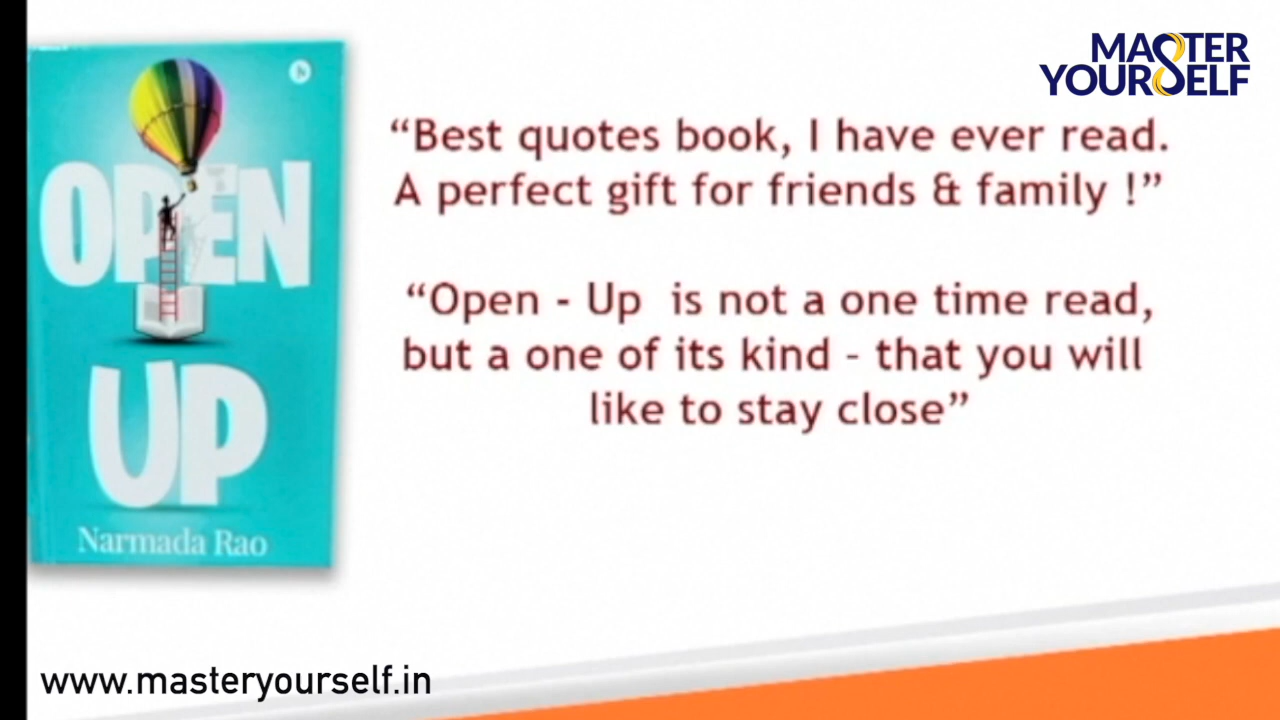 MASTER
YOURSELF
OPEN
UP
Narmada Rao
“Best quotes book, I have ever read.
A perfect gift for friends & family !”
“Open - Up is not a one time read,
but a one of its kind – that you will
like to stay close”
www.masteryourself.in